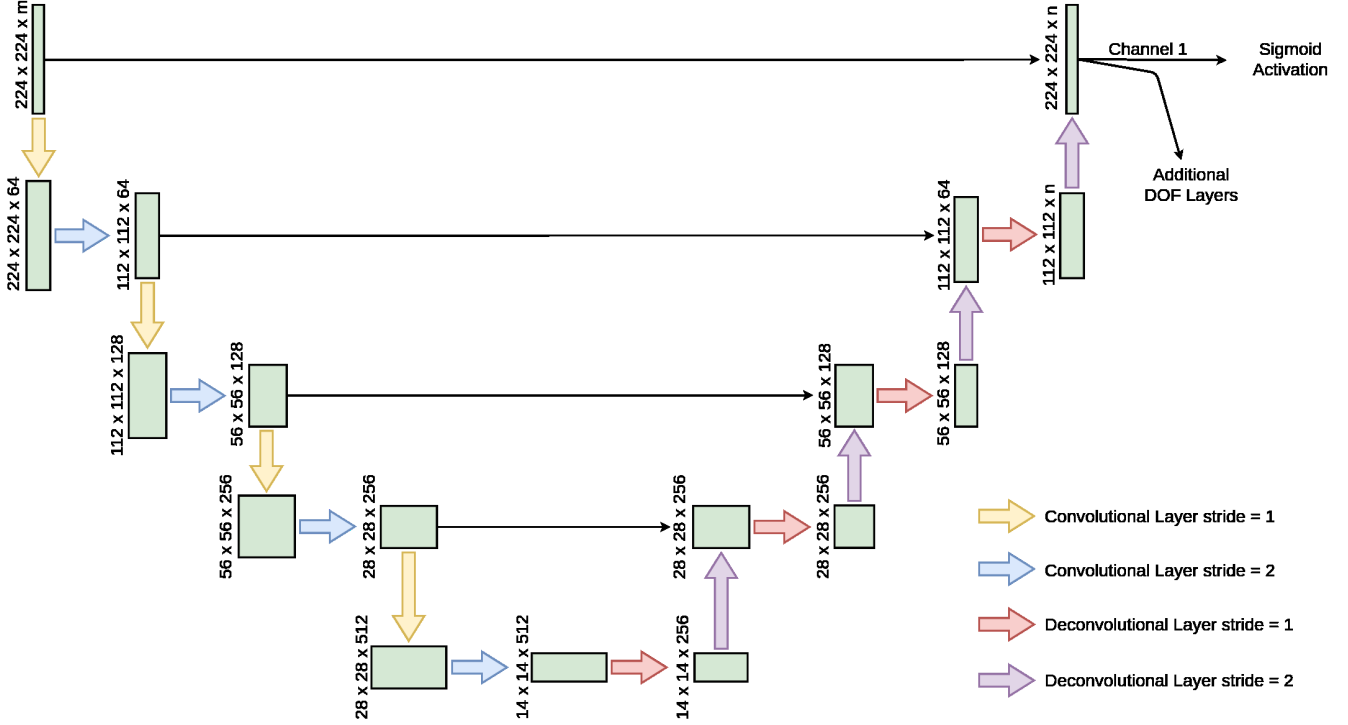 224 x 224 x m
224 x 224 x n
Channel 1
Sigmoid
Activation
Additional
DOF Layers
224 x 224 x 64
112 x 112 x 64
112 x 112 x 64
112 x 112 x n
112 x 112 x 128
56 x 56 x 128
56 x 56 x 128
56 x 56 x 128
56 x 56 x 256
28 x 28 x 256
28 x 28 x 256
28 x 28 x 256
28 x 28 x 512
14 x 14 x 512
14 x 14 x 256
Convolutional Layer stride = 1
Convolutional Layer stride = 2
Deconvolutional Layer stride = 1
Deconvolutional Layer stride = 2